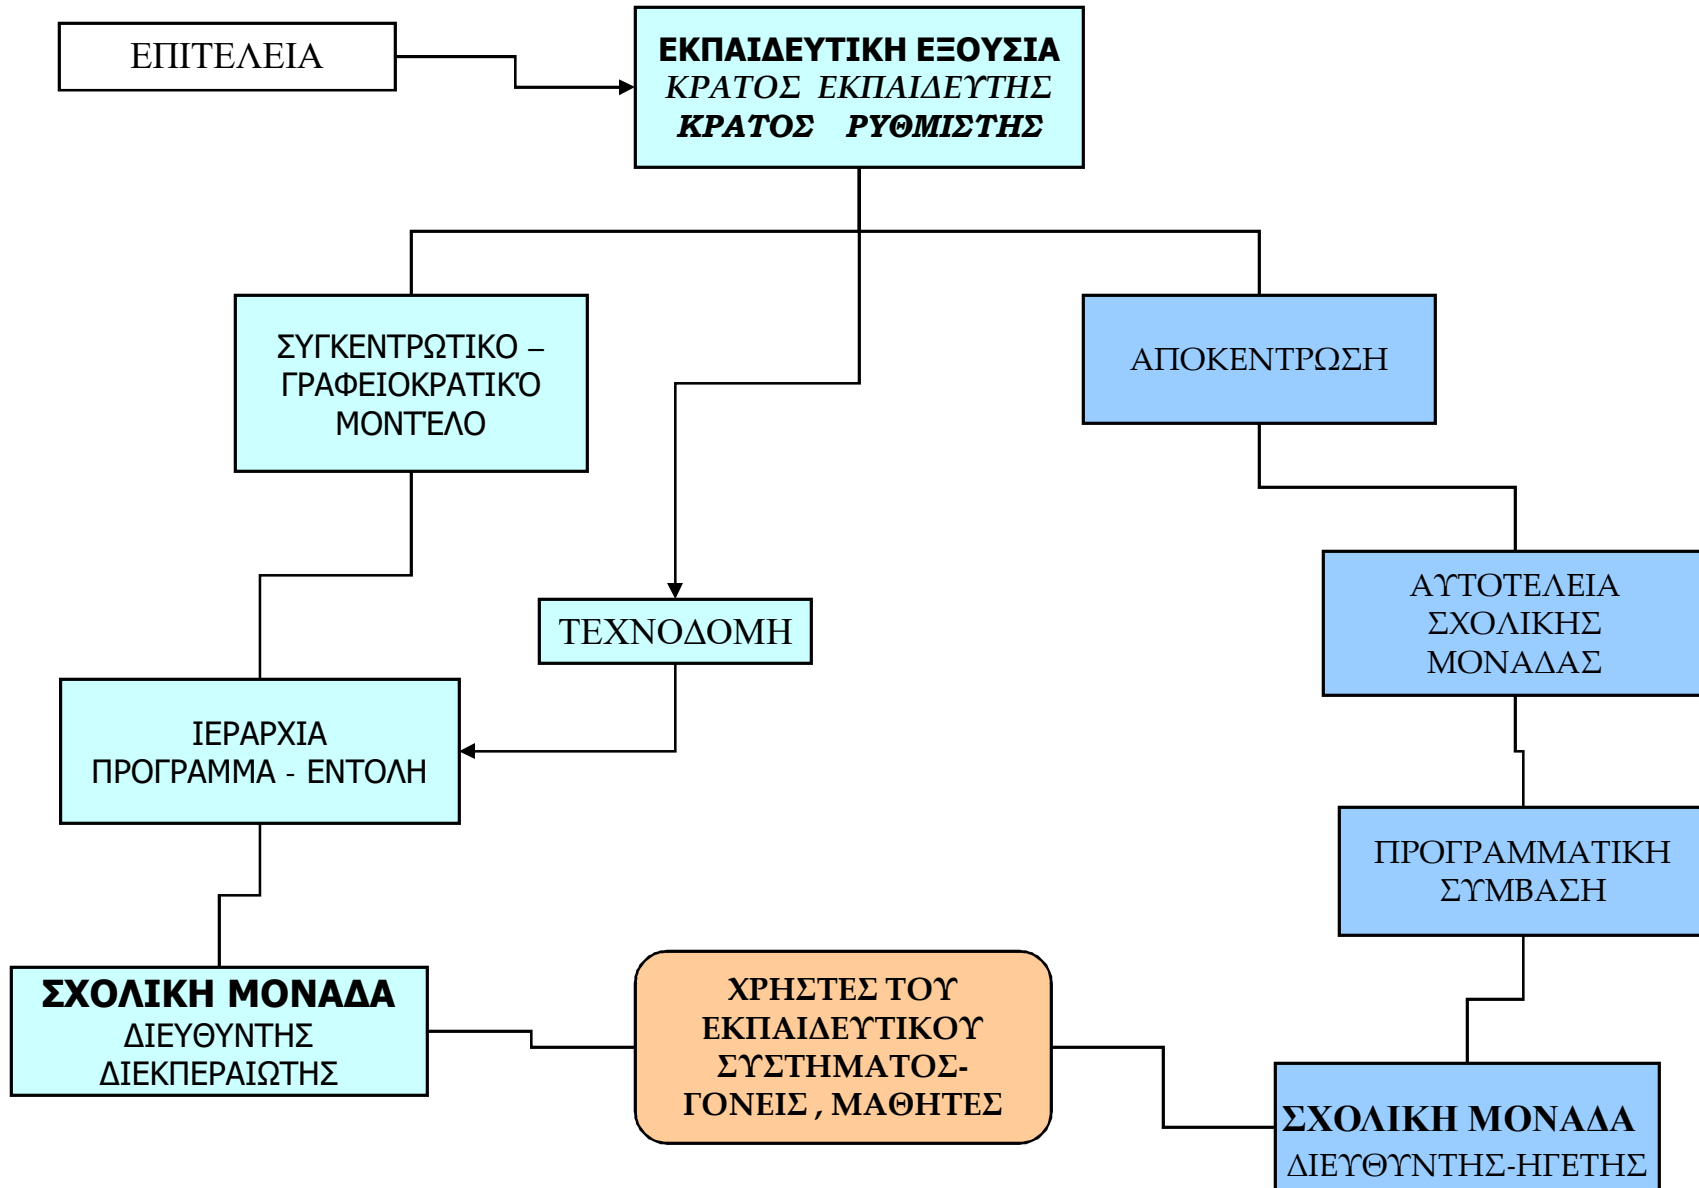 ΕΠΙΤΕΛΕΙΑ
ΕΚΠΑΙΔΕΥΤΙΚΗ ΕΞΟΥΣΙΑ
ΚΡΑΤΟΣ ΕΚΠΑΙΔΕΥΤΗΣ
ΚΡΑΤΟΣ ΡΥΘΜΙΣΤΗΣ
ΣΥΓΚΕΝΤΡΩΤΙΚΟ –
ΓΡΑΦΕΙΟΚΡΑΤΙΚΌ
ΜΟΝΤΈΛΟ
ΑΠΟΚΕΝΤΡΩΣΗ
ΤΕΧΝΟΔΟΜΗ
ΑΥΤΟΤΕΛΕΙΑ
ΣΧΟΛΙΚΗΣ
ΜΟΝΑΔΑΣ
ΙΕΡΑΡΧΙΑ
ΠΡΟΓΡΑΜΜΑ - ΕΝΤΟΛΗ
ΠΡΟΓΡΑΜΜΑΤΙΚΗ
ΣΥΜΒΑΣΗ
ΣΧΟΛΙΚΗ ΜΟΝΑΔΑ
ΔΙΕΥΘΥΝΤΗΣ
ΔΙΕΚΠΕΡΑΙΩΤΗΣ
ΧΡΗΣΤΕΣ ΤΟΥ
ΕΚΠΑΙΔΕΥΤΙΚΟΥ
ΣΥΣΤΗΜΑΤΟΣ-
ΓΟΝΕΙΣ , ΜΑΘΗΤΕΣ
ΣΧΟΛΙΚΗ ΜΟΝΑΔΑ
ΔΙΕΥΘΥΝΤΗΣ-ΗΓΕΤΗΣ